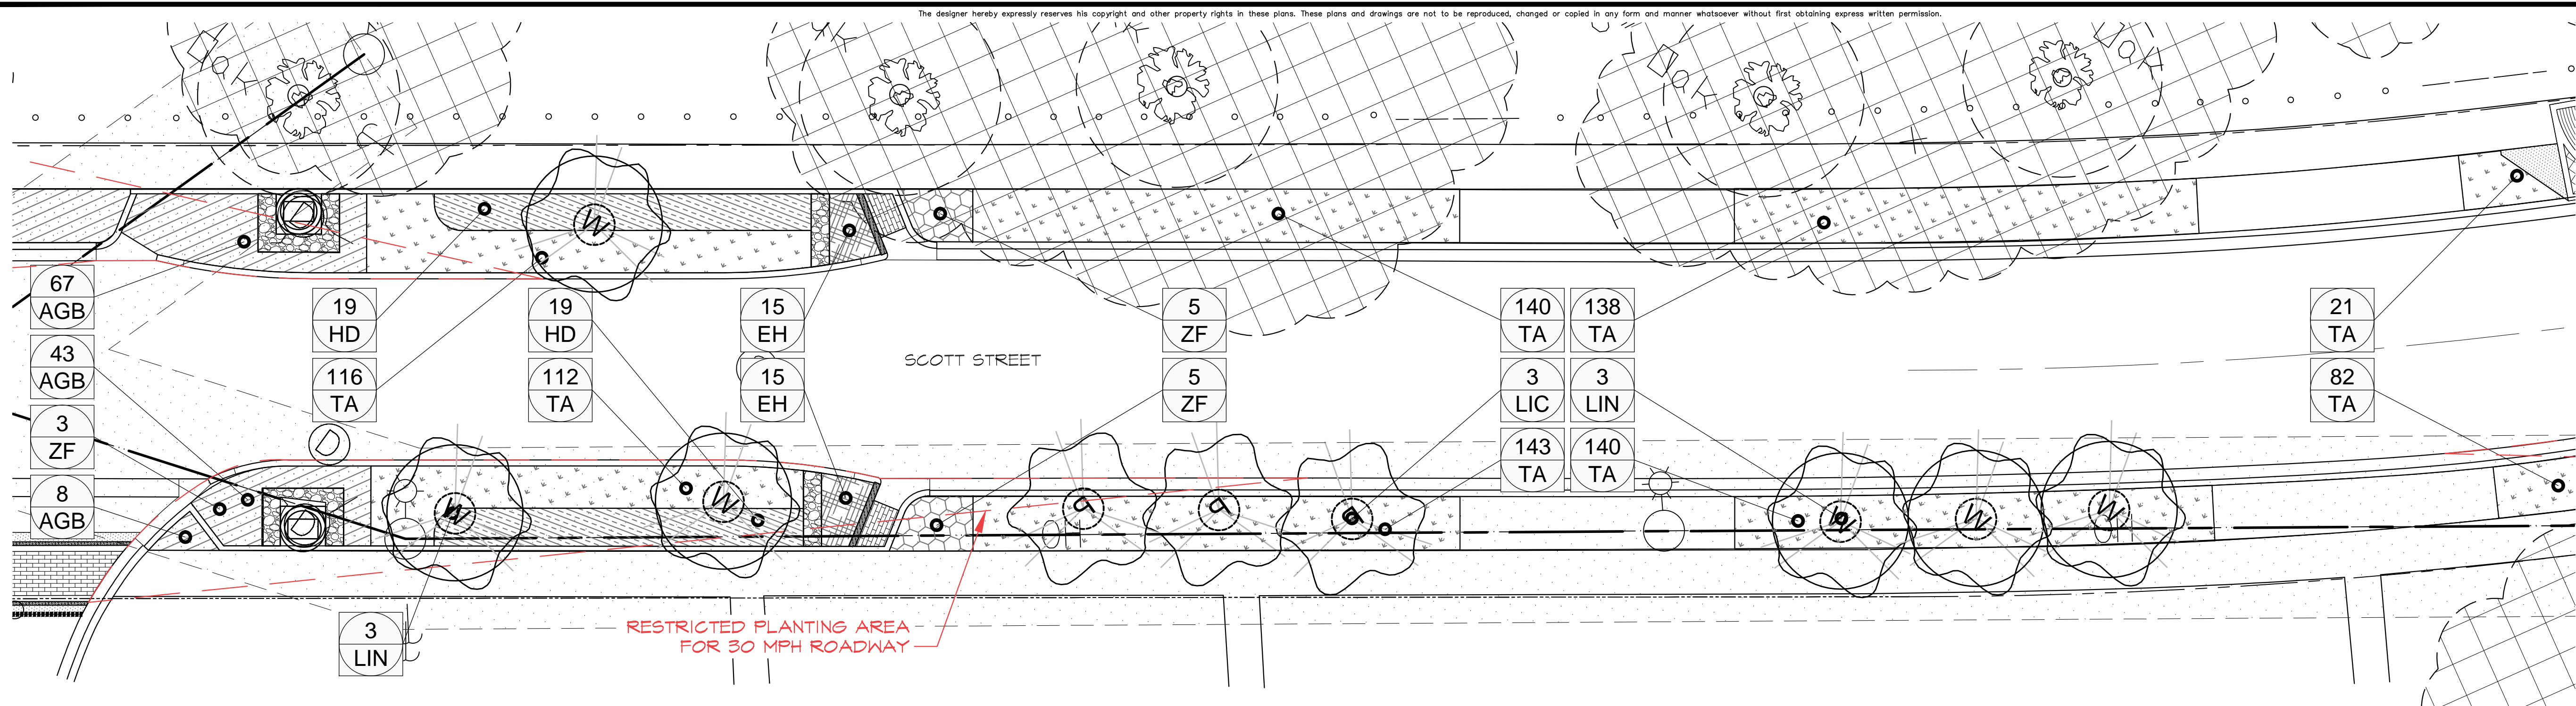 The designer hereby expressly reserves his copyright and other property rights in these plans. These plans and drawings are not to be reproduced, changed or copied in any form and manner whatsoever without first obtaining express written permission.
67
AGB
19
HD
19
HD
15
EH
5
ZF
140
TA
138
TA
21
TA
43
AGB
116
TA
112
TA
15
EH
SCOTT STREET
5
ZF
3
LIC
3
LIN
82
TA
3
ZF
143
TA
140
TA
8
AGB
D
3
LIN
RESTRICTED PLANTING AREA
FOR 30 MPH ROADWAY